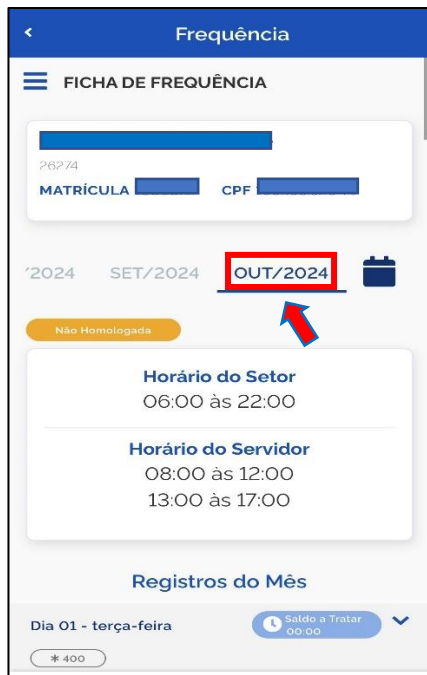 Frequência
FICHA DE FREQUÊNCIA
26274
MATRÍCULA CPF
/2024 SET/2024 OUT/2024
Não Homologada
Horário do Setor
06:00 às 22:00
Horário do Servidor
08:00 às 12:00
13:00 às 17:00
Registros do Mês
Dia 01 - terça-feira
Saldo a Tratar
00:00
* 400